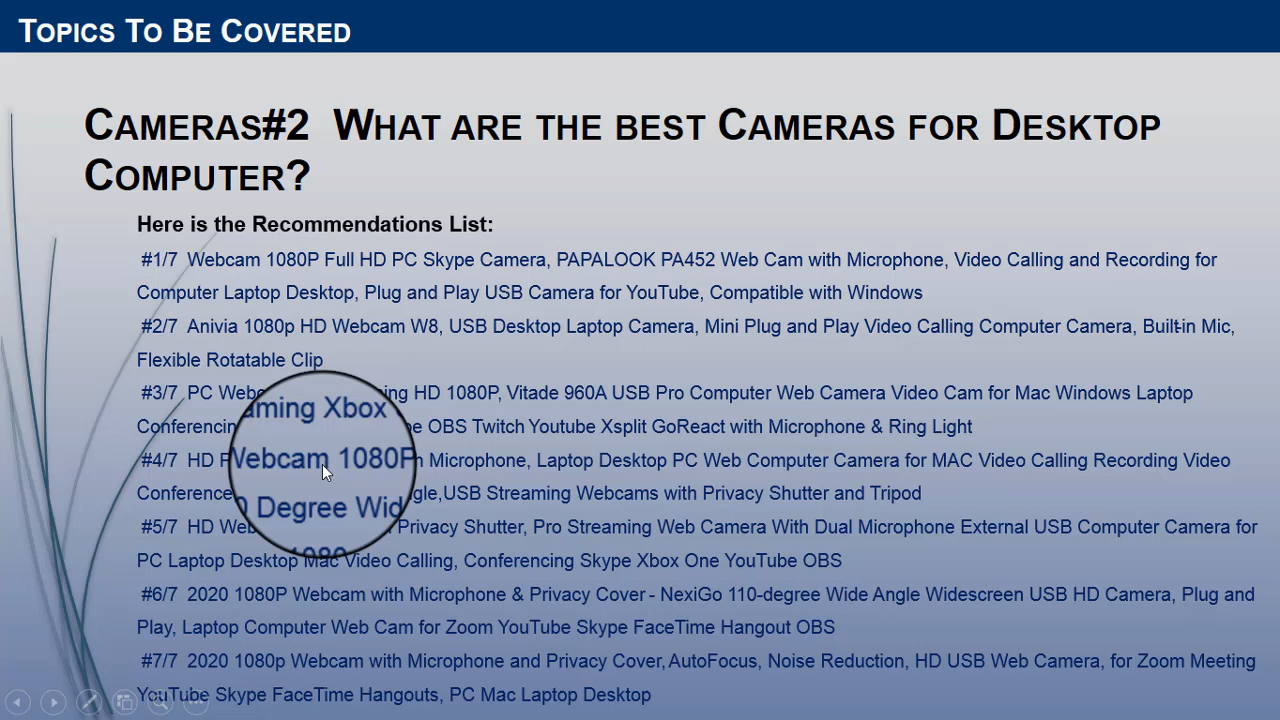 Topics To Be Covered
Cameras#2 What are the best Cameras for Desktop
Computer?
Here is the Recommendations List:
#1/7 Webcam 1080P Full HD PC Skype Camera, PAPALOOK PA452 Web Cam with Microphone, Video Calling and Recording for
Computer Laptop Desktop, Plug and Play USB Camera for YouTube, Compatible with Windows
#2/7 Anivia 1080p HD Webcam W8, USB Desktop Laptop Camera, Mini Plug and Play Video Calling Computer Camera, Built-in Mic,
Flexible Rotatable Clip
#3/7 PC HD 1080P, Vitade 960A USB Pro Computer Web Camera Video Cam for Mac Windows Laptop
Conferencing Xbox OBS Twitch Youtube Xsplit GoReact with Microphone & Ring Light
#4/7 HD Webcam 1080P Microphone, Laptop Desktop PC Web Computer Camera for MAC Video Calling Recording Video
Conference Degree USB Streaming Webcams with Privacy Shutter and Tripod
#5/7 HD Privacy Shutter, Pro Streaming Web Camera With Dual Microphone External USB Computer Camera for
PC Laptop Desktop Mac Video Calling, Conferencing Skype Xbox One YouTube OBS
#6/7 2020 1080P Webcam with Microphone & Privacy Cover - NexiGo 110-degree Wide Angle Widescreen USB HD Camera, Plug and
Play, Laptop Computer Web Cam for Zoom YouTube Skype FaceTime Hangout OBS
#7/7 2020 1080p Webcam with Microphone and Privacy Cover, AutoFocus, Noise Reduction, HD USB Web Camera, for Zoom Meeting
YouTube Skype FaceTime Hangouts, PC Mac Laptop Desktop